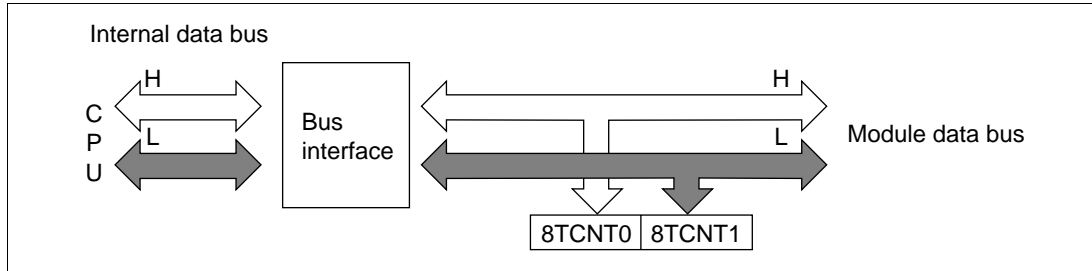 Internal data bus
H
H
C
P
U
L
Bus
interface
L
Module data bus
8TCNT0
8TCNT1